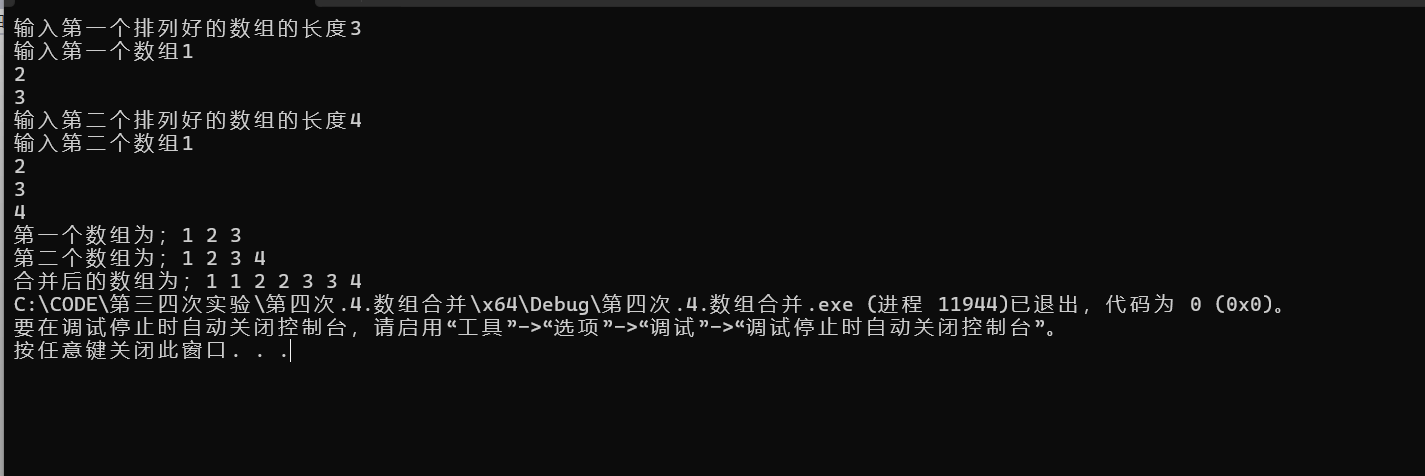 输入第一个排列好的数组的长度3
输入第一个数组1
2
3
输入第二个排列好的数组的长度4
输入第二个数组1
2
3
4
第一个数组为；1 2 3
第二个数组为；1 2 3 4
合并后的数组为；1 1 2 2 3 3 4
C:\CODE\第三四次实验\第四次.4.数组合并\x64\Debug\第四次.4.数组合并.exe (进程 11944)已退出，代码为 0 (0x0)。
要在调试停止时自动关闭控制台，请启用“工具”->“选项”->“调试”->“调试停止时自动关闭控制台”。
按任意键关闭此窗口. . .